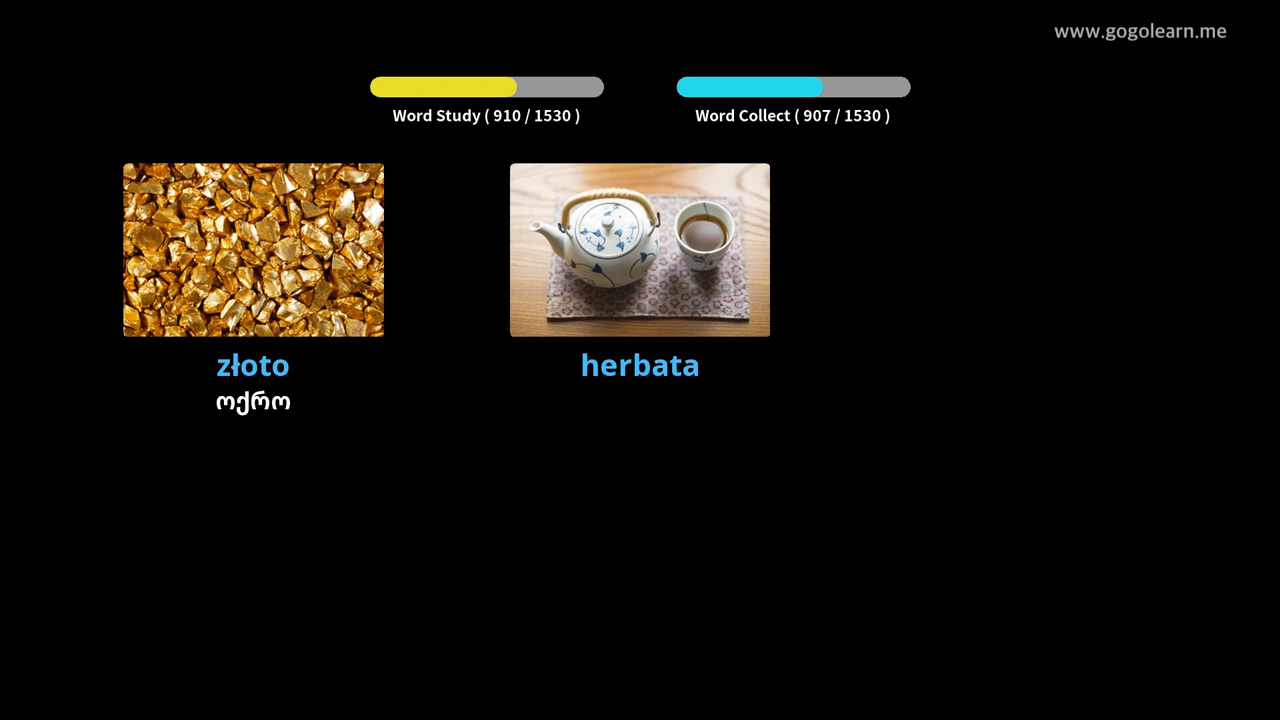 www.gogolearn.me
Word Study ( 910 / 1530 )
Word Collect ( 907 / 1530 )
złoto
ოქრო
herbata